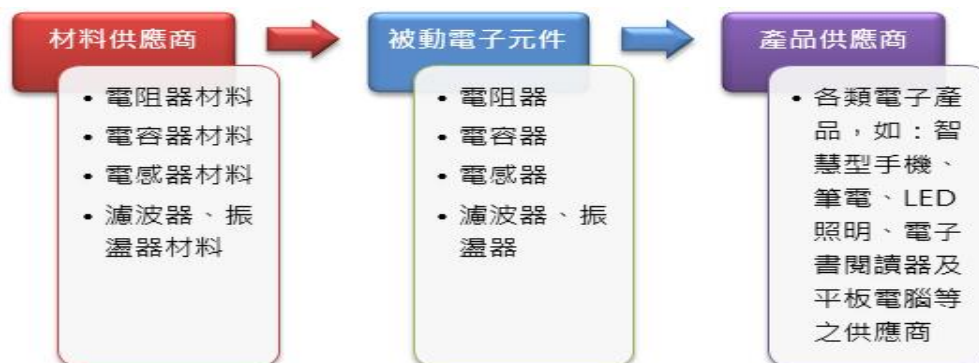 材料供應商
• 電阻器材料
• 電容器材料
• 電感器材料
• 濾波器、振
盪器材料
被動電子元件
• 電阻器
• 電容器
• 電感器
• 濾波器、振
盪器
產品供應商
• 各類電子產
品，如：智
慧型手機、
筆電、LED
照明、電子
書閱讀器及
平板電腦等
之供應商